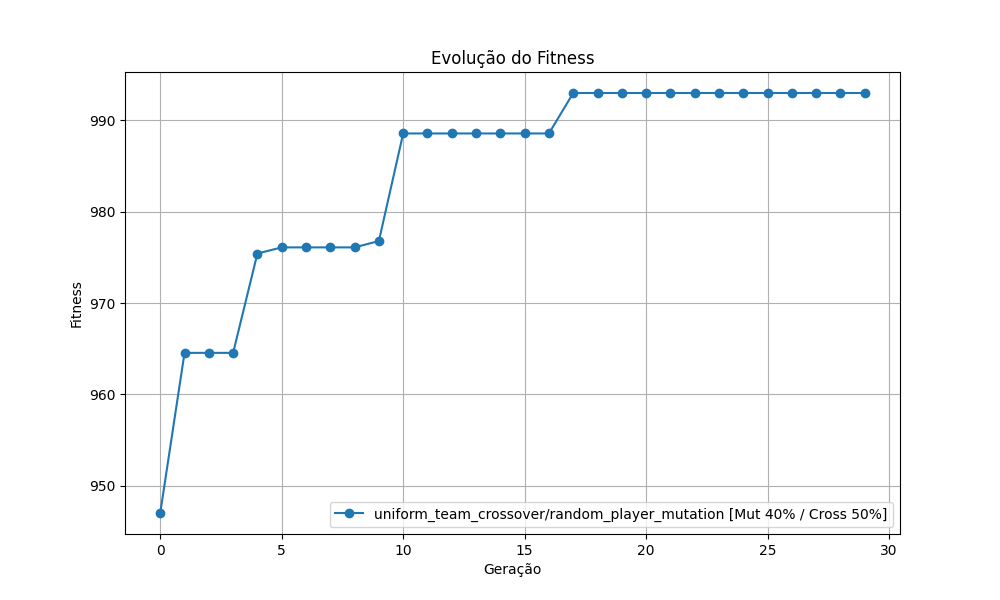 Evolução do Fitness
Fitness
990
980
970
960
950
uniform_team_crossover/random_player_mutation [Mut 40% / Cross 50%]
0 5 10 15 20 25 30
Geração